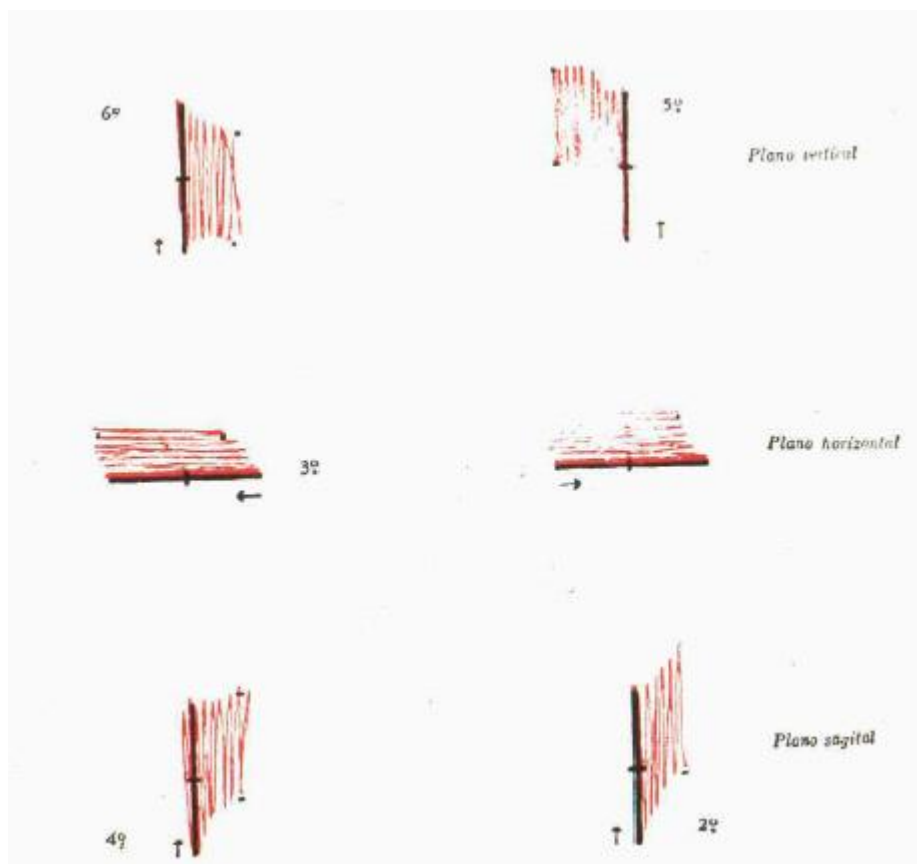 6º
5º
Plano vertical
3º
Plano horizontal
4º
2º
Plano sagital